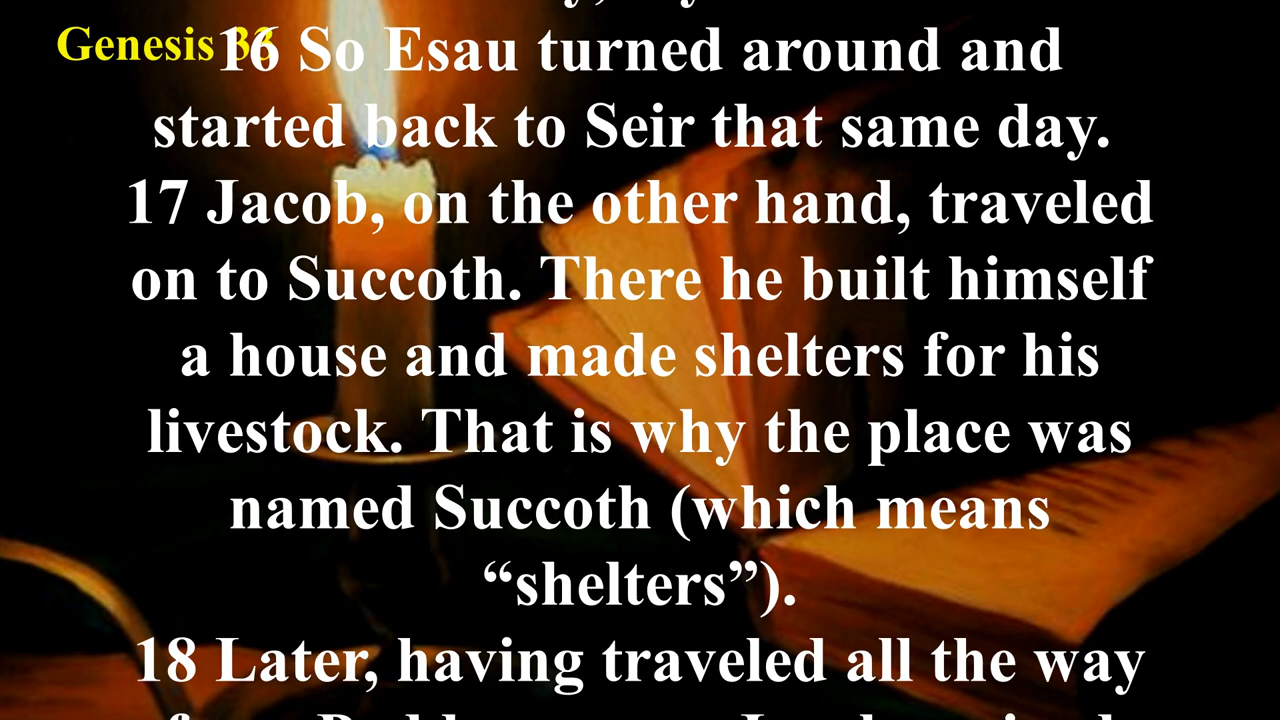 Genesis 33
16 So Esau turned around and
started back to Seir that same day.
17 Jacob, on the other hand, traveled
on to Succoth. There he built himself
a house and made shelters for his
livestock. That is why the place was
named Succoth (which means
“shelters”).
18 Later, having traveled all the way